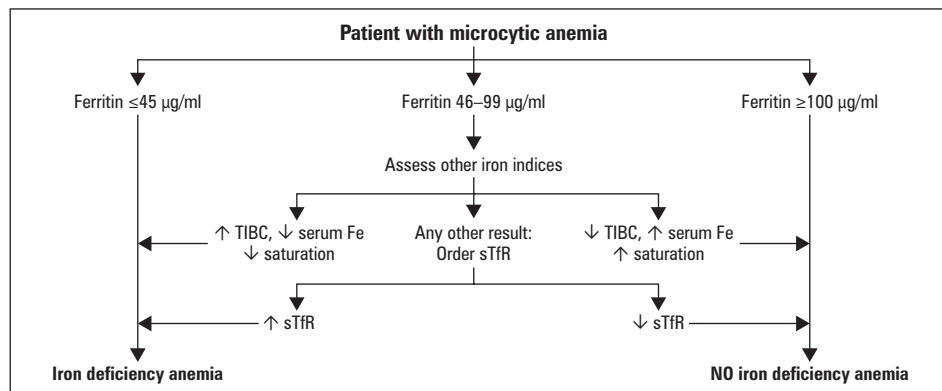 Patient with microcytic anemia
Ferritin ≤45 µg/ml
Ferritin 46–99 µg/ml
Ferritin ≥100 µg/ml
Assess other iron indices
↑ TIBC, ↓ serum Fe
↓ saturation
Any other result:
Order sTfR
↓ TIBC, ↑ serum Fe
↑ saturation
↑ sTfR
↓ sTfR
Iron deficiency anemia
NO iron deficiency anemia